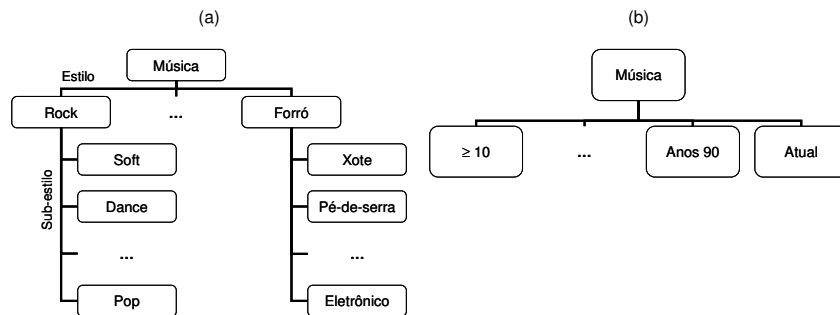 (a)
(b)
Música
Estilo
Rock
...
Forró
Soft
Xote
Sub-estilo
Dance
Pé-de-serra
...
...
Pop
Eletrônico
Música
≥ 10
...
Anos 90
Atual